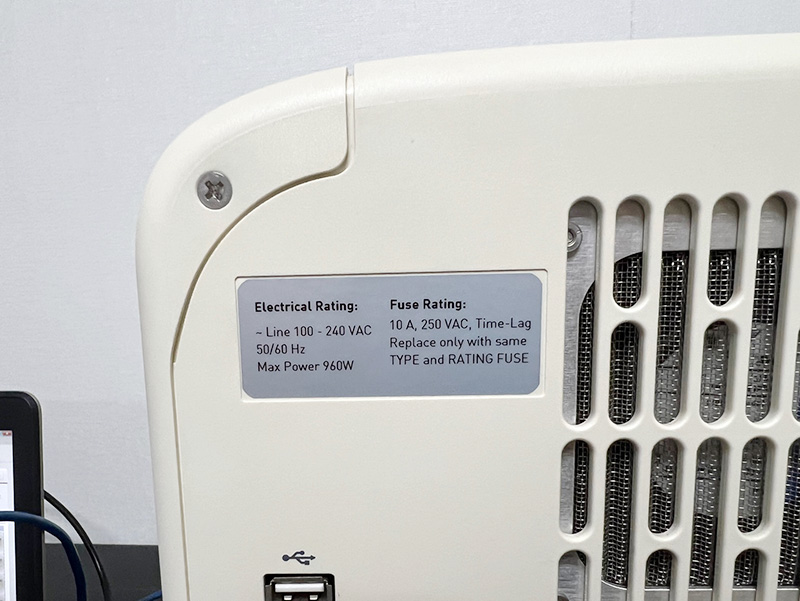 Electrical Rating:
~ Line 100 - 240 VAC
50/60 Hz
Max Power 960W
Fuse Rating:
10 A, 250 VAC, Time-Lag
Replace only with same
TYPE and RATING FUSE